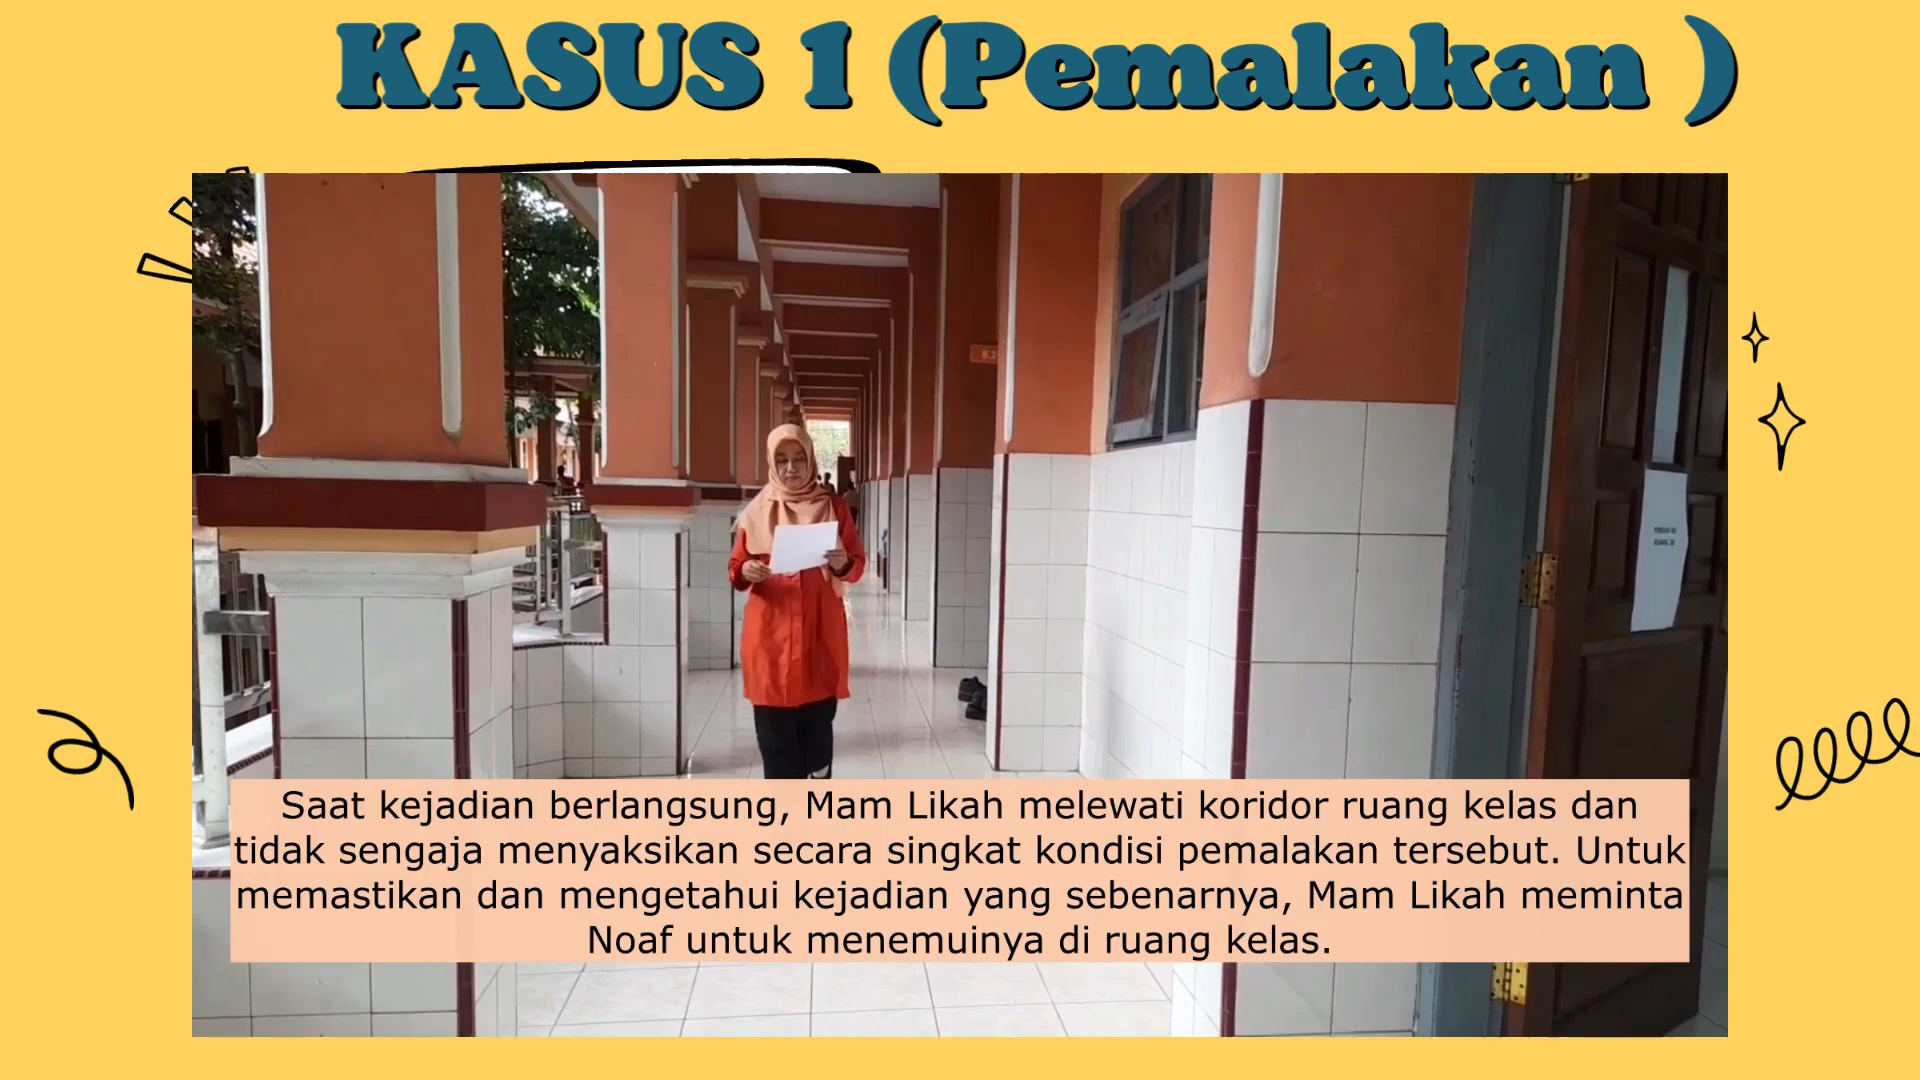 KASUS 1 (Pemalakan )
Saat kejadian berlangsung, Mam Likah melewati koridor ruang kelas dan
tidak sengaja menyaksikan secara singkat kondisi pemalakan tersebut. Untuk
memastikan dan mengetahui kejadian yang sebenarnya, Mam Likah meminta
Noaf untuk menemuinya di ruang kelas.